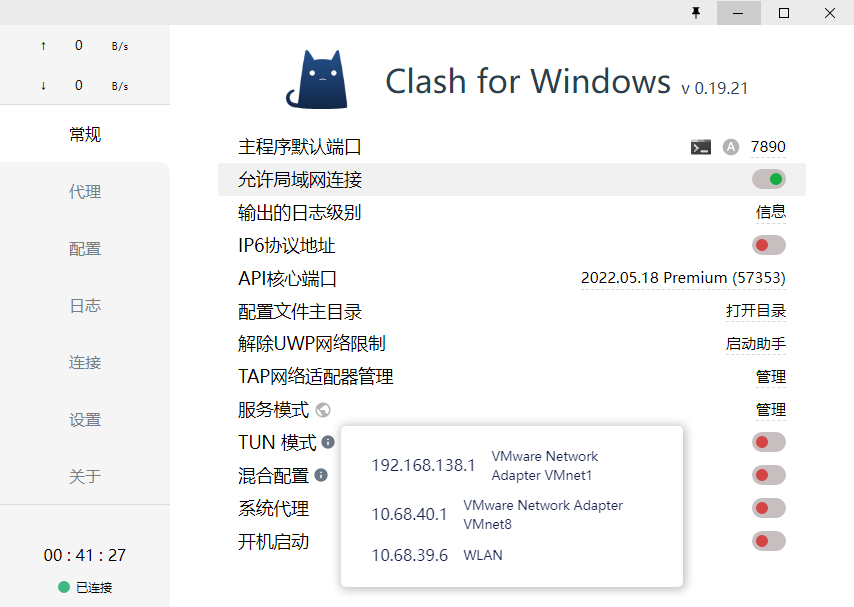 ↑ 0 B/s
↓ 0 B/s
常规
代理
配置
日志
连接
设置
关于
00 : 41 : 27
已连接
Clash for Windows v 0.19.21
主程序默认端口 A 7890
允许局域网连接
输出的日志级别 信息
IP6协议地址
API核心端口 2022.05.18 Premium (57353)
配置文件主目录 打开目录
解除UWP网络限制 启动助手
TAP网络适配器管理 管理
服务模式 管理
TUN 模式
混合配置
系统代理
开机启动
192.168.138.1 VMware Network
Adapter VMnet1
10.68.40.1 VMware Network Adapter
VMnet8
10.68.39.6 WLAN